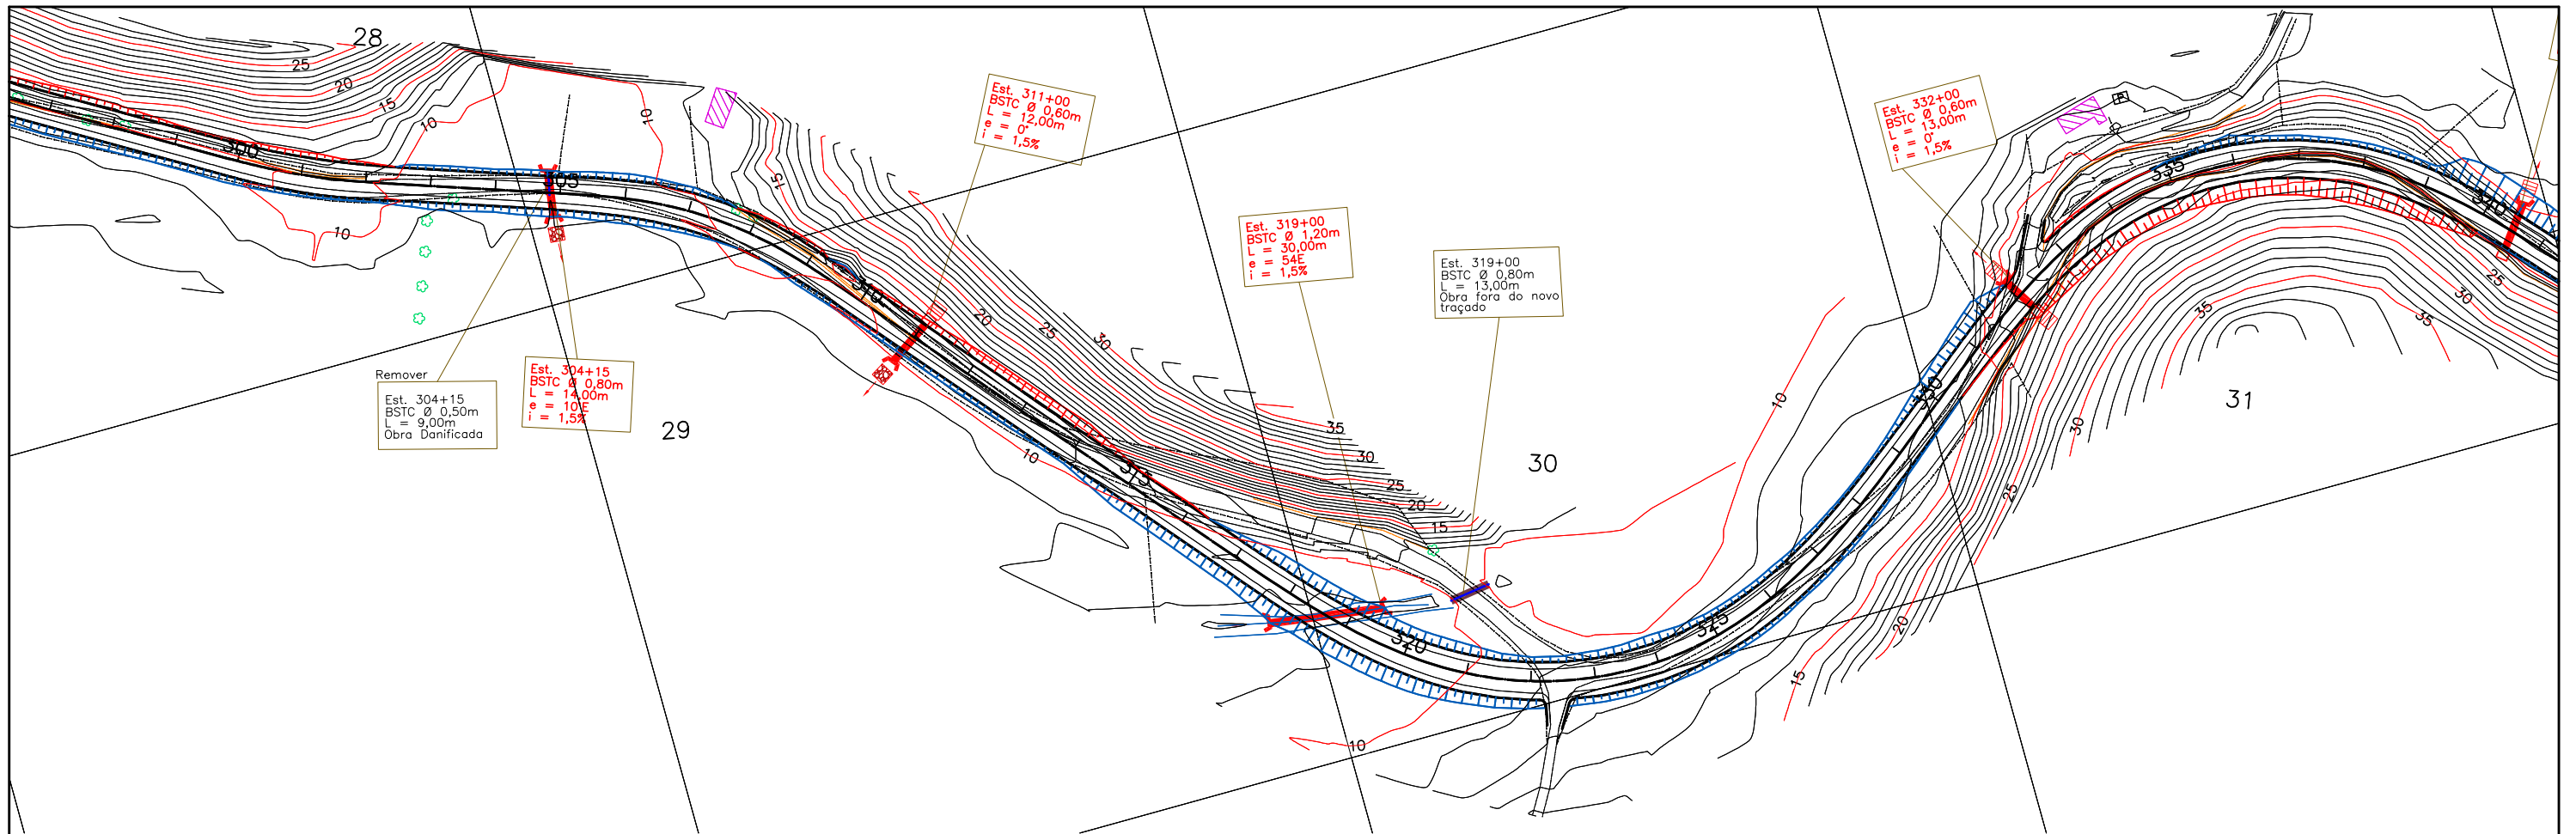 28
25
20
15
10
10
10
300
305
15
Est. 311+00
BSTC Ø 0,60m
L = 12,00m
e = 0°
i = 1,5%
310
20
25
30
35
30
25
20
15
Remover
Est. 304+15
BSTC Ø 0,50m
L = 9,00m
Obra Danificada
Est. 304+15
BSTC Ø 0,80m
L = 14,00m
e = 10E
i = 1,5%
29
10
315
Est. 319+00
BSTC Ø 1,20m
L = 30,00m
e = 54E
i = 1,5%
Est. 319+00
BSTC Ø 0,80m
L = 13,00m
Obra fora do novo
traçado
30
10
320
325
10
330
Est. 332+00
BSTC Ø 0,60m
L = 13,00m
e = 0°
i = 1,5%
335
340
25
30
35
35
31
30
25
20
15